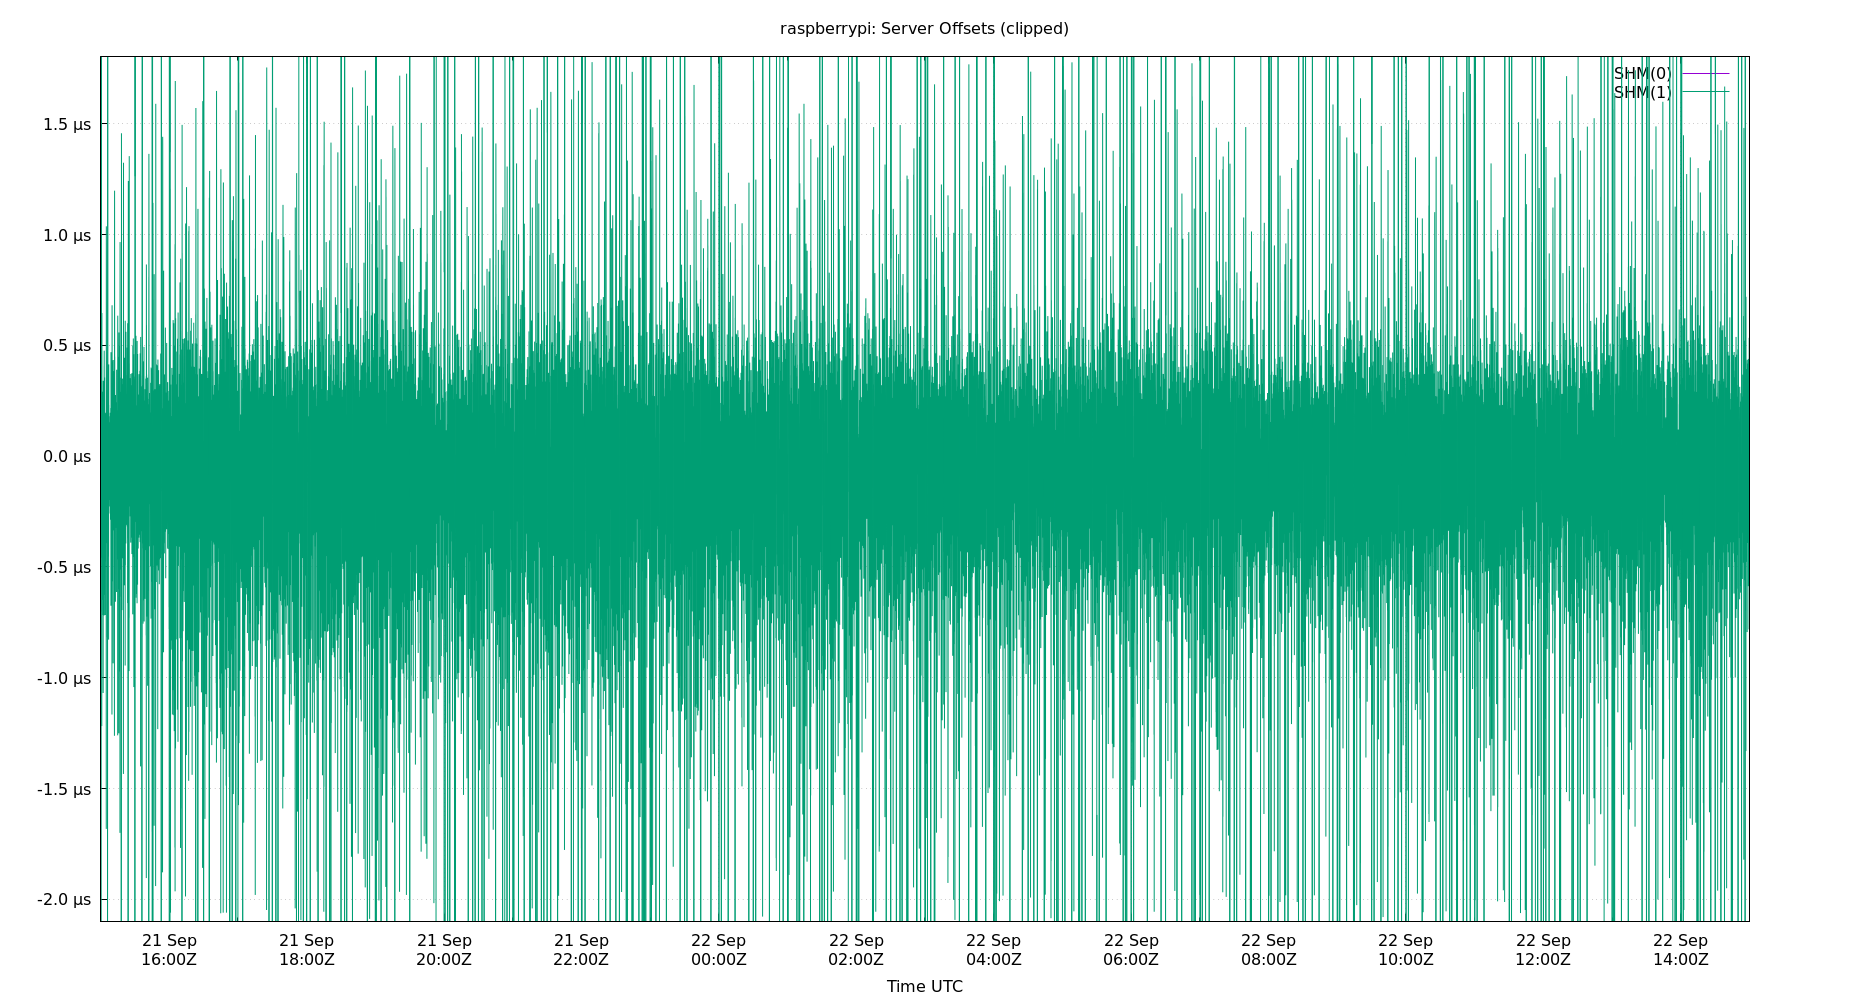 raspberrypi: Server Offsets (clipped)
SHM(0)
SHM(1)
1.5 µs
1.0 µs
0.5 µs
0.0 µs
-0.5 µs
-1.0 µs
-1.5 µs
-2.0 µs
21 Sep 21 Sep 21 Sep 21 Sep 22 Sep 22 Sep 22 Sep 22 Sep 22 Sep 22 Sep 22 Sep 22 Sep
16:00Z 18:00Z 20:00Z 22:00Z 00:00Z 02:00Z 04:00Z 06:00Z 08:00Z 10:00Z 12:00Z 14:00Z
Time UTC